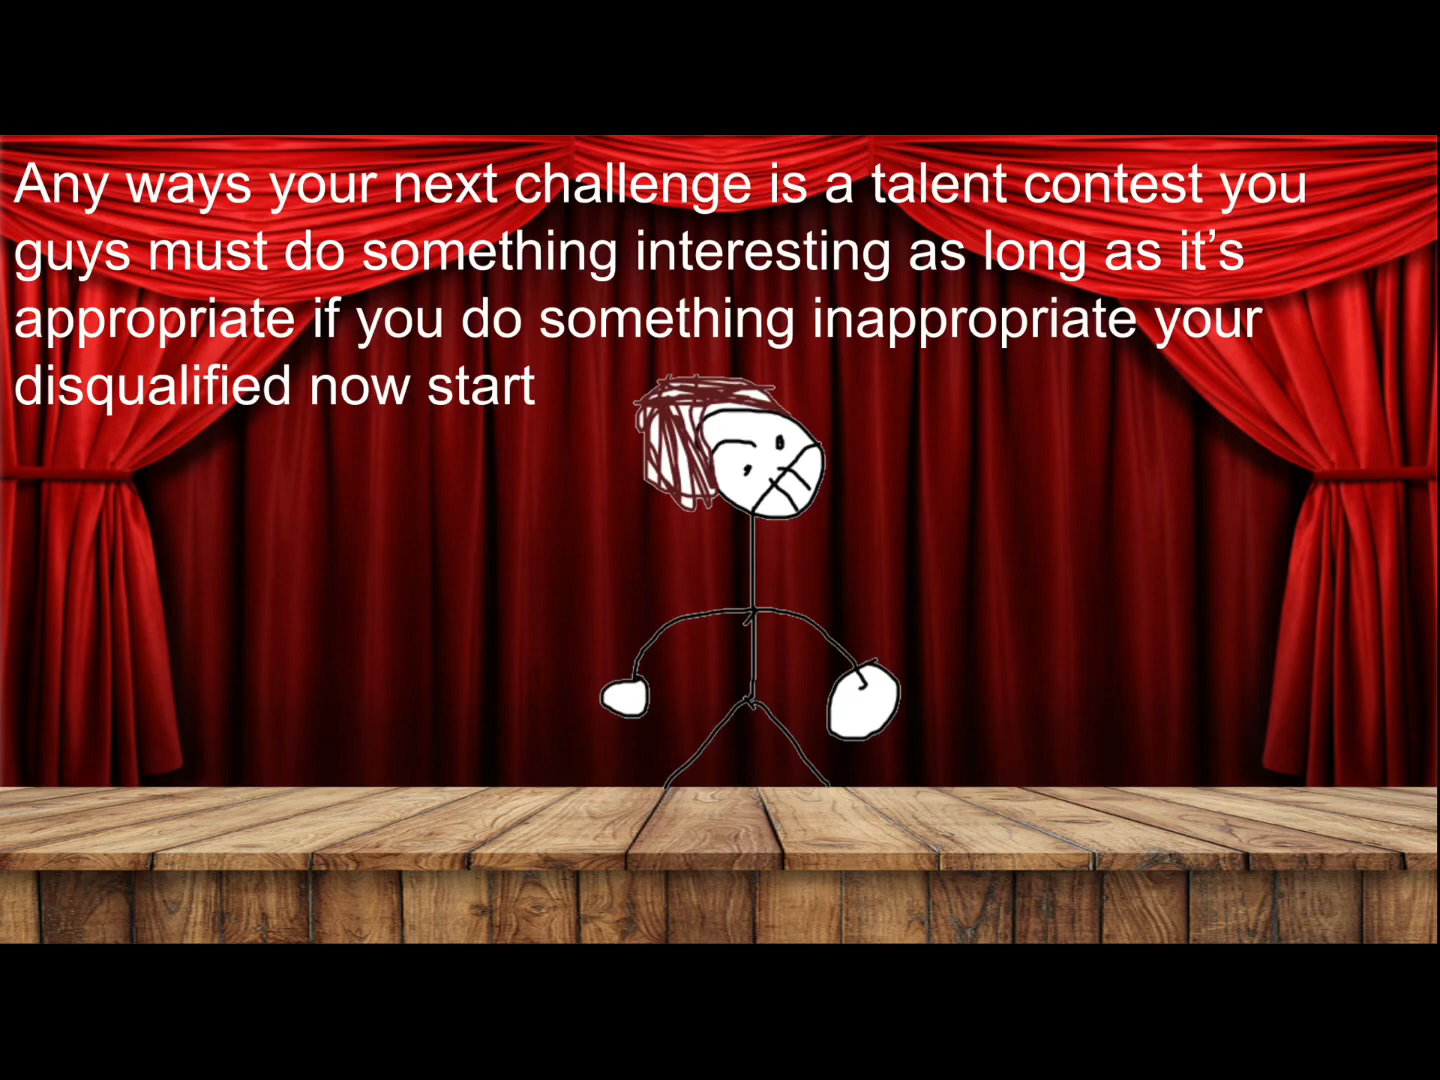 Any ways your next challenge is a talent contest you
guys must do something interesting as long as it’s
appropriate if you do something inappropriate your
disqualified now start